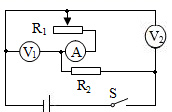 R₁
V₁ A V₂
R₂
S